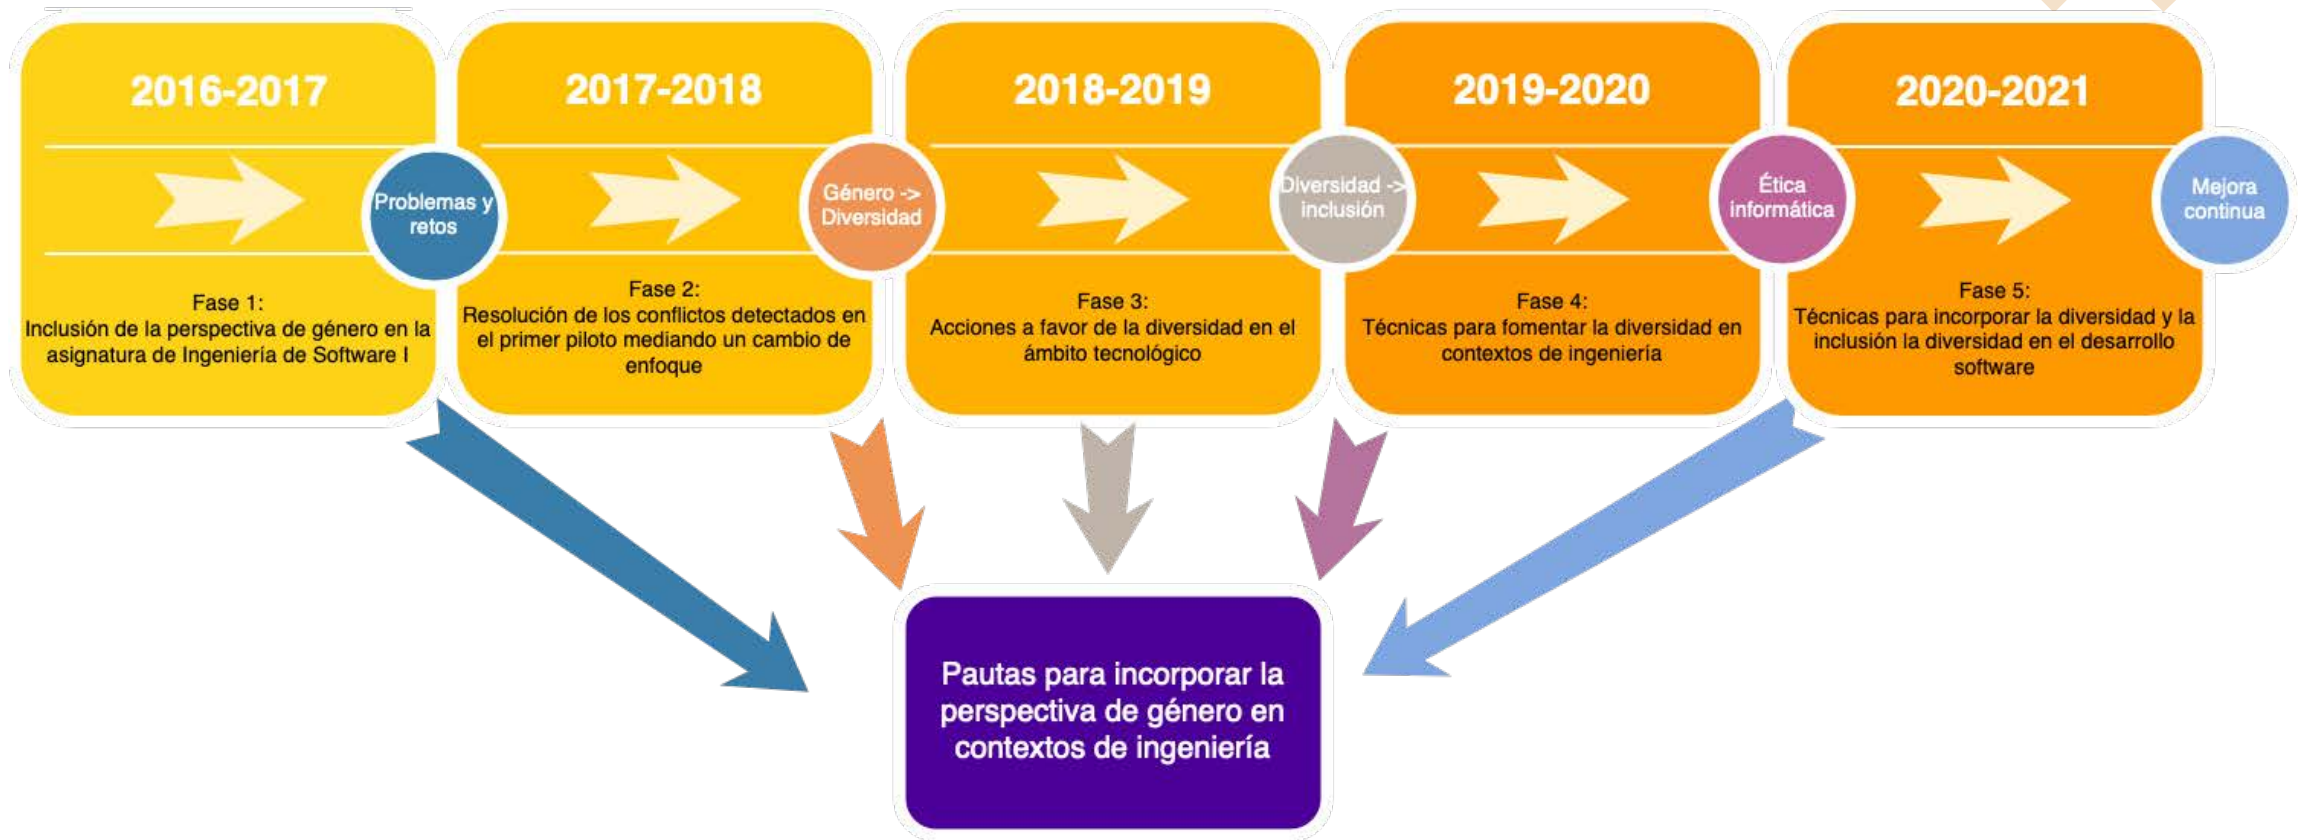 2016-2017
Problemas y
retos
Fase 1:
Inclusión de la perspectiva de género en la
asignatura de Ingeniería de Software I
2017-2018
Género ->
Diversidad
Fase 2:
Resolución de los conflictos detectados en
el primer piloto mediando un cambio de
enfoque
2018-2019
Diversidad ->
inclusión
Fase 3:
Acciones a favor de la diversidad en el
ámbito tecnológico
2019-2020
Ética
informática
Fase 4:
Técnicas para fomentar la diversidad en
contextos de ingeniería
2020-2021
Mejora
continua
Fase 5:
Técnicas para incorporar la diversidad y la
inclusión la diversidad en el desarrollo
software
Pautas para incorporar la
perspectiva de género en
contextos de ingeniería